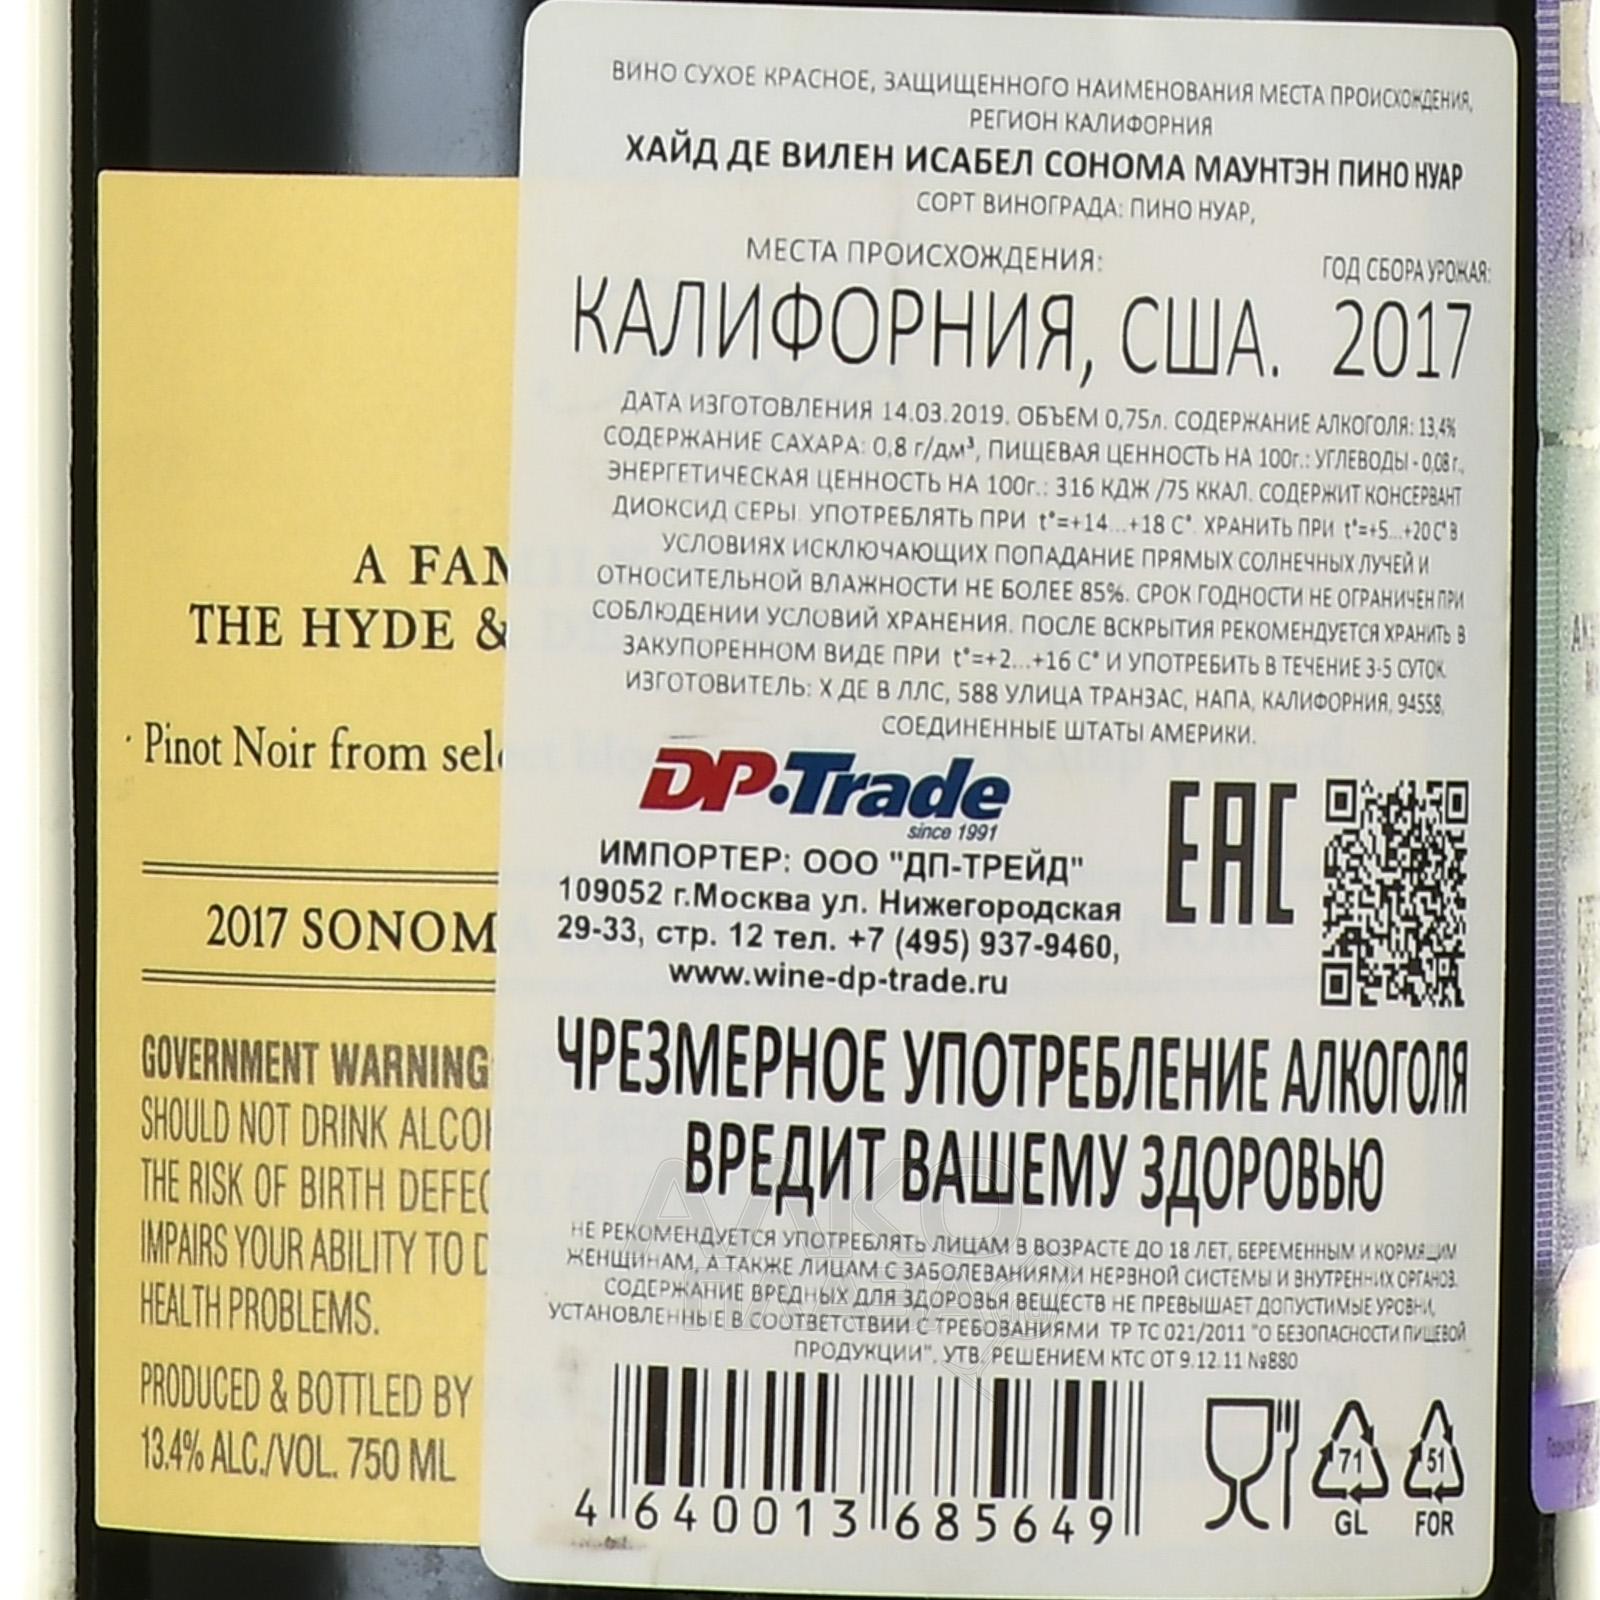 A FAM
THE HYDE &
Pinot Noir from sel
2017 SONOM
GOVERNMENT WARNING
SHOULD NOT DRINK ALCO
THE RISK OF BIRTH DEFEC
IMPAIRS YOUR ABILITY TO
HEALTH PROBLEMS.
PRODUCED & BOTTLED BY
13.4% ALC./VOL. 750 ML
ВИНО СУХОЕ КРАСНОЕ, ЗАЩИЩЕННОГО НАИМЕНОВАНИЯ МЕСТА ПРОИСХОЖДЕНИЯ,
РЕГИОН КАЛИФОРНИЯ
ХАЙД ДЕ ВИЛЕН ИСАБЕЛ СОНОМА МАУНТЭН ПИНО НУАР
СОРТ ВИНОГРАДА: ПИНО НУАР,
МЕСТА ПРОИСХОЖДЕНИЯ: ГОД СБОРА УРОЖАЯ:
КАЛИФОРНИЯ, США. 2017
ДАТА ИЗГОТОВЛЕНИЯ 14.03.2019. ОБЪЕМ 0,75л. СОДЕРЖАНИЕ АЛКОГОЛЯ: 13,4%
СОДЕРЖАНИЕ САХАРА: 0,8 г/дм³, ПИЩЕВАЯ ЦЕННОСТЬ НА 100г.: УГЛЕВОДЫ - 0,08 г.,
ЭНЕРГЕТИЧЕСКАЯ ЦЕННОСТЬ НА 100г.: 316 КДЖ /75 ККАЛ. СОДЕРЖИТ КОНСЕРВАНТ
ДИОКСИД СЕРЫ. УПОТРЕБЛЯТЬ ПРИ t°=+14...+18 С°. ХРАНИТЬ ПРИ t°=+5...+20 С° В
УСЛОВИЯХ ИСКЛЮЧАЮЩИХ ПОПАДАНИЕ ПРЯМЫХ СОЛНЕЧНЫХ ЛУЧЕЙ И
ОТНОСИТЕЛЬНОЙ ВЛАЖНОСТИ НЕ БОЛЕЕ 85%. СРОК ГОДНОСТИ НЕ ОГРАНИЧЕН ПРИ
СОБЛЮДЕНИИ УСЛОВИЙ ХРАНЕНИЯ. ПОСЛЕ ВСКРЫТИЯ РЕКОМЕНДУЕТСЯ ХРАНИТЬ В
ЗАКУПОРЕННОМ ВИДЕ ПРИ t°=+2...+16 С° И УПОТРЕБИТЬ В ТЕЧЕНИЕ 3-5 СУТОК.
ИЗГОТОВИТЕЛЬ: Х ДЕ В ЛЛС, 588 УЛИЦА ТРАНЗАС, НАПА, КАЛИФОРНИЯ, 94558,
СОЕДИНЕННЫЕ ШТАТЫ АМЕРИКИ.
DP·Trade
since 1991
ЕАС
ИМПОРТЕР: ООО "ДП-ТРЕЙД"
109052 г.Москва ул. Нижегородская
29-33, стр. 12 тел. +7 (495) 937-9460,
www.wine-dp-trade.ru
ЧРЕЗМЕРНОЕ УПОТРЕБЛЕНИЕ АЛКОГОЛЯ
ВРЕДИТ ВАШЕМУ ЗДОРОВЬЮ
НЕ РЕКОМЕНДУЕТСЯ УПОТРЕБЛЯТЬ ЛИЦАМ В ВОЗРАСТЕ ДО 18 ЛЕТ, БЕРЕМЕННЫМ И КОРМЯЩИМ
ЖЕНЩИНАМ, А ТАКЖЕ ЛИЦАМ С ЗАБОЛЕВАНИЯМИ НЕРВНОЙ СИСТЕМЫ И ВНУТРЕННИХ ОРГАНОВ.
СОДЕРЖАНИЕ ВРЕДНЫХ ДЛЯ ЗДОРОВЬЯ ВЕЩЕСТВ НЕ ПРЕВЫШАЕТ ДОПУСТИМЫЕ УРОВНИ,
УСТАНОВЛЕННЫЕ В СООТВЕТСТВИИ С ТРЕБОВАНИЯМИ ТР ТС 021/2011 "О БЕЗОПАСНОСТИ ПИЩЕВОЙ
ПРОДУКЦИИ", УТВ. РЕШЕНИЕМ КТС ОТ 9.12.11 №880
4 640013 685649
71 51
GL FOR